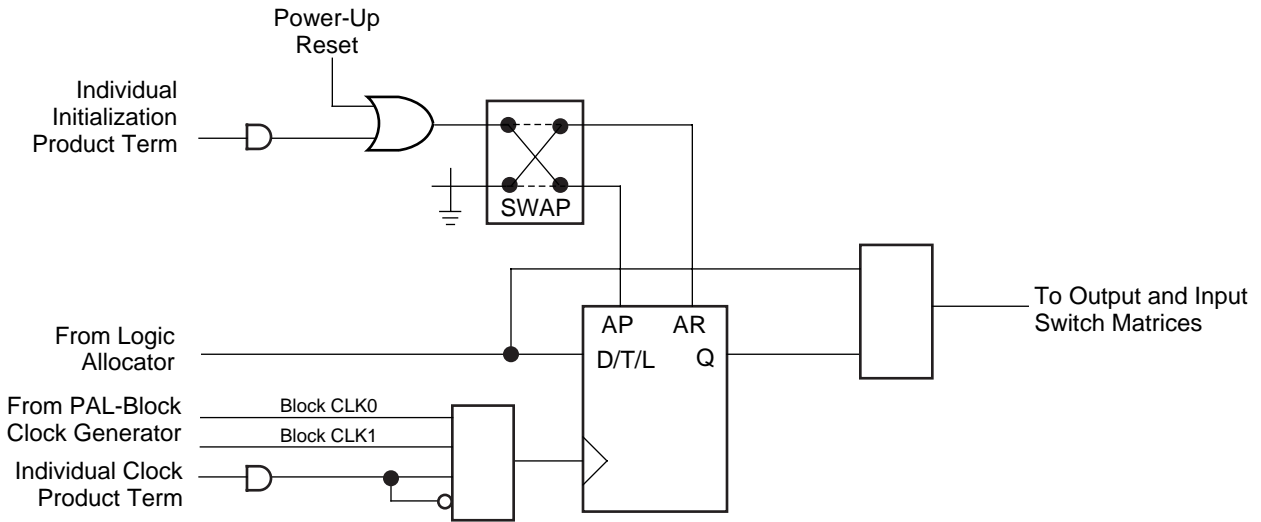 Power-Up
Reset
Individual
Initialization
Product Term
SWAP
To Output and Input
Switch Matrices
AP AR
From Logic
Allocator
D/T/L Q
From PAL-Block
Clock Generator
Block CLK0
Block CLK1
Individual Clock
Product Term